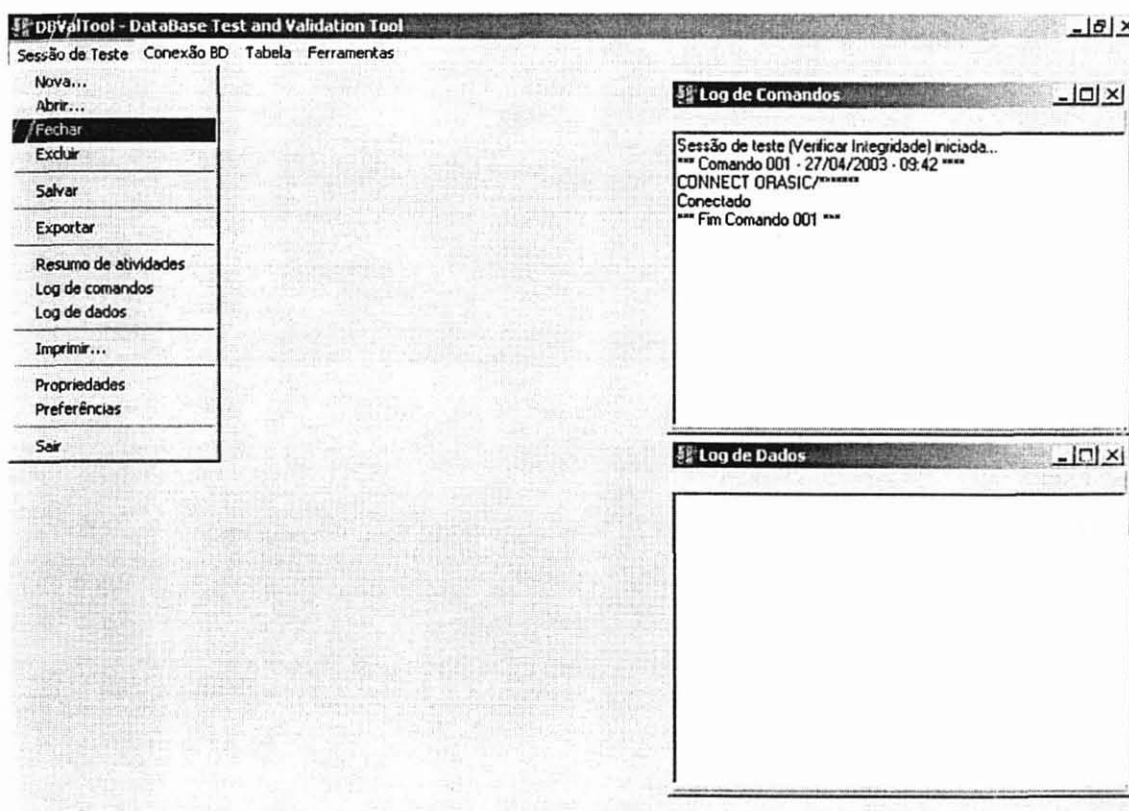 DBValTool - DataBase Test and Validation Tool
Sessão de Teste Conexão BD Tabela Ferramentas
Nova...
Abrir...
Fechar
Excluir
Salvar
Exportar
Resumo de atividades
Log de comandos
Log de dados
Imprimir...
Propriedades
Preferências
Sair
Log de Comandos
Sessão de teste (Verificar Integridade) iniciada...
*** Comando 001 - 27/04/2003 - 09:42 ****
CONNECT ORASIC/*******
Conectado
*** Fim Comando 001 ***
Log de Dados